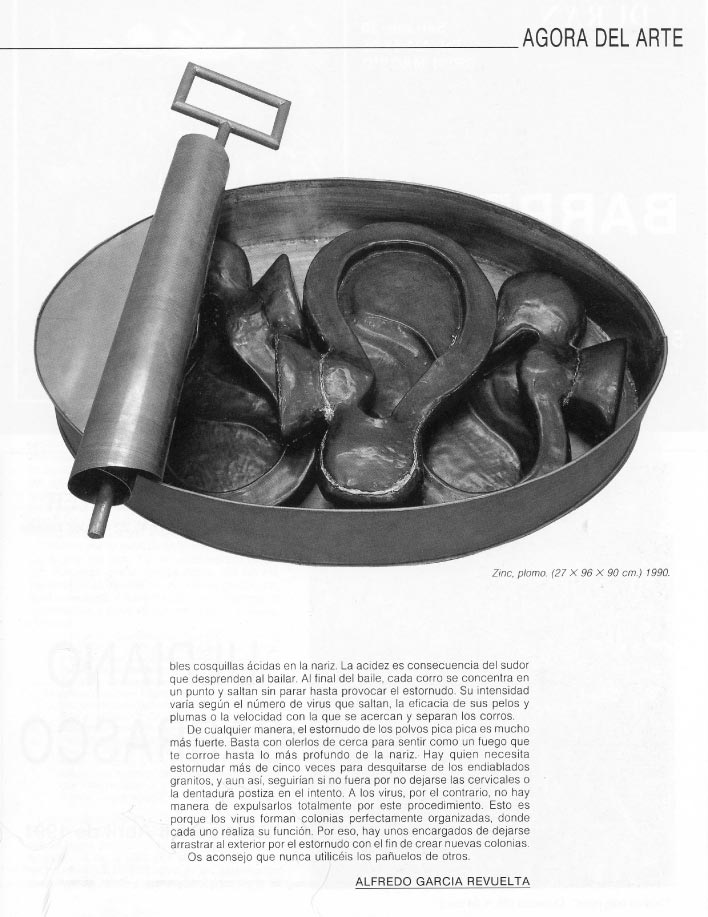 AGORA DEL ARTE
Zinc, plomo. (27 × 96 × 90 cm.) 1990.
bles cosquillas ácidas en la nariz. La acidez es consecuencia del sudor
que desprenden al bailar. Al final del baile, cada corro se concentra en
un punto y saltan sin parar hasta provocar el estornudo. Su intensidad
varía según el número de virus que saltan, la eficacia de sus pelos y
plumas o la velocidad con la que se acercan y separan los corros.
De cualquier manera, el estornudo de los polvos pica pica es mucho
más fuerte. Basta con olerlos de cerca para sentir como un fuego que
te corroe hasta lo más profundo de la nariz. Hay quien necesita
estornudar más de cinco veces para desquitarse de los endiablados
granitos, y aun así, seguirían si no fuera por no dejarse las cervicales o
la dentadura postiza en el intento. A los virus, por el contrario, no hay
manera de expulsarlos totalmente por este procedimiento. Esto es
porque los virus forman colonias perfectamente organizadas, donde
cada uno realiza su función. Por eso, hay unos encargados de dejarse
arrastrar al exterior por el estornudo con el fin de crear nuevas colonias.
Os aconsejo que nunca utilicéis los pañuelos de otros.
ALFREDO GARCIA REVUELTA